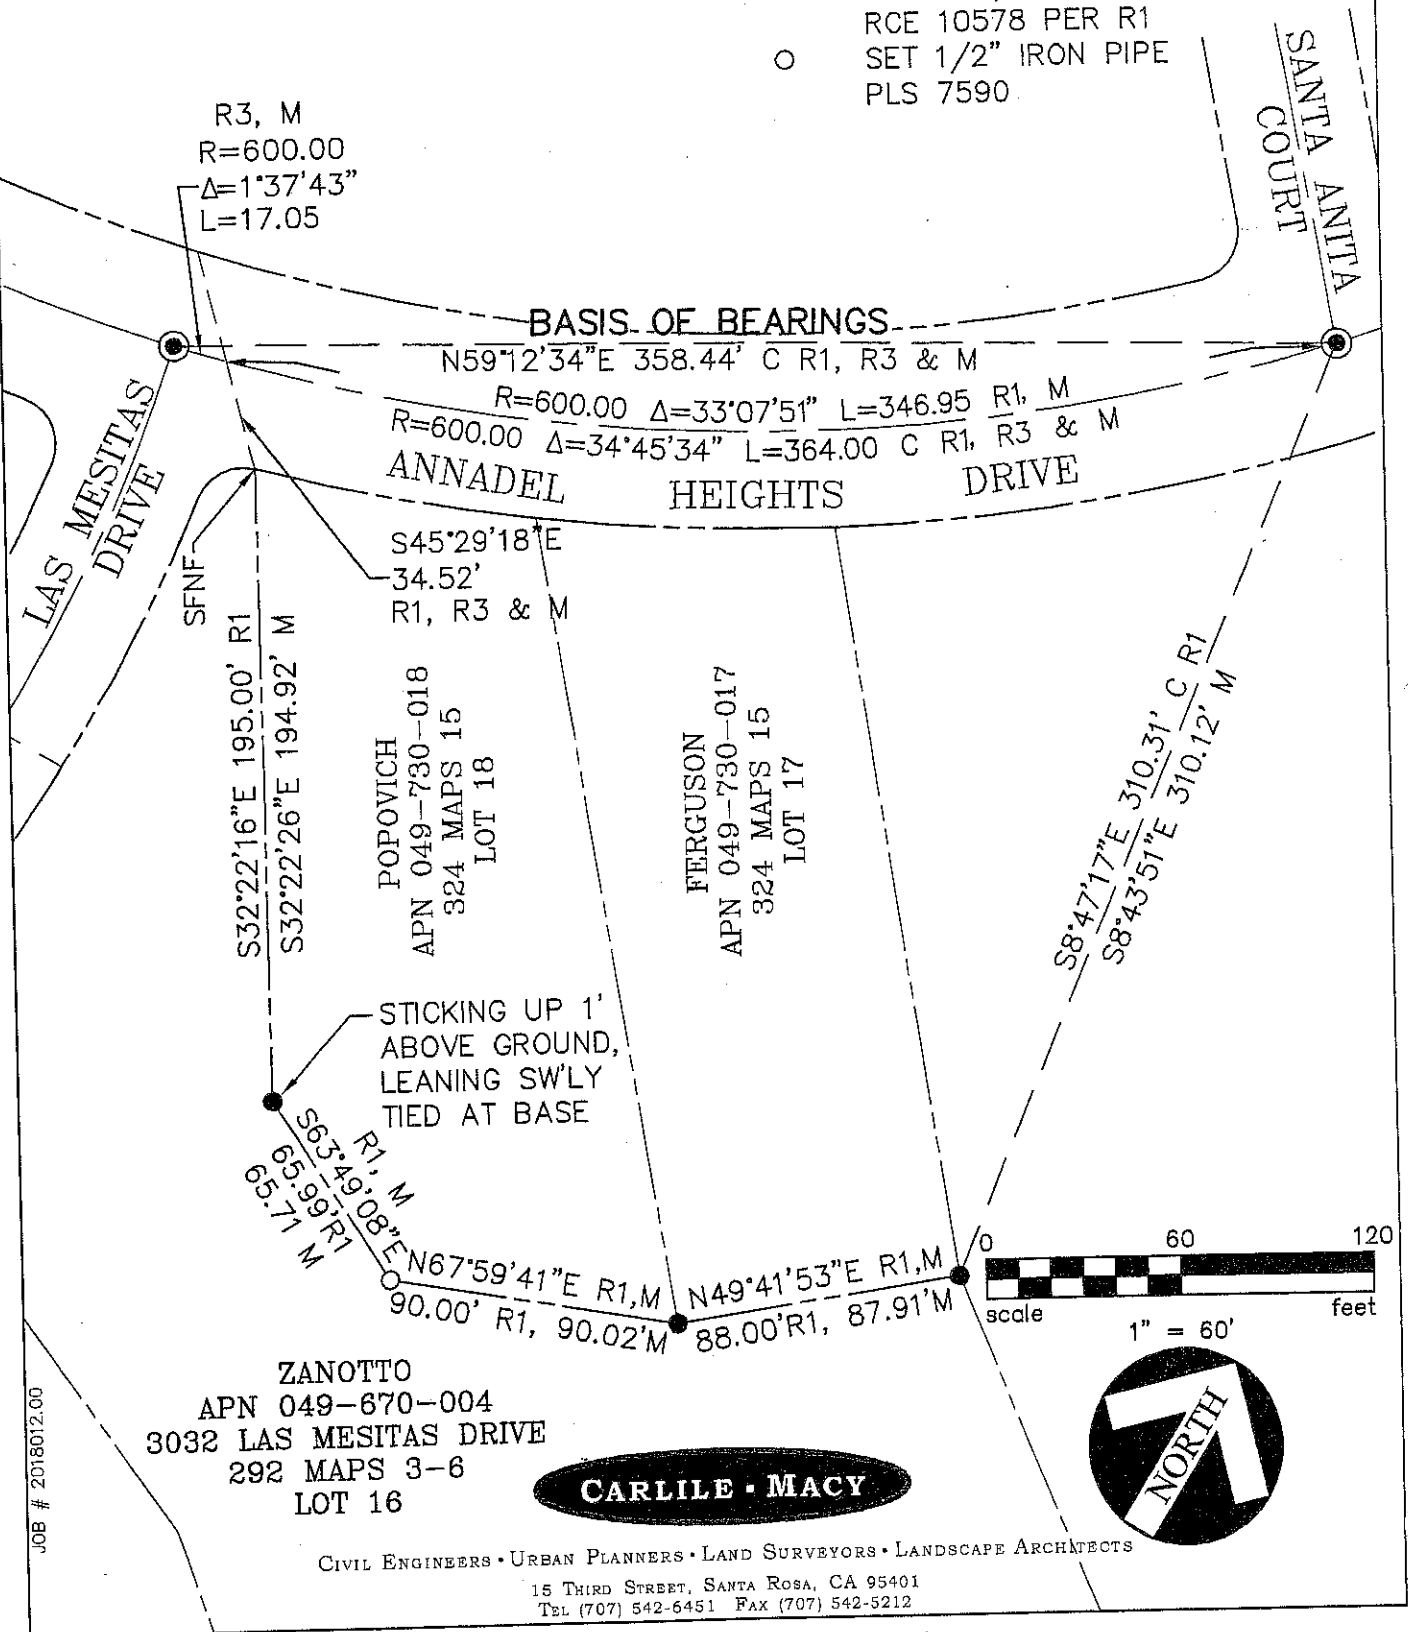 RCE 10578 PER R1
SET 1/2" IRON PIPE
PLS 7590
SANTA ANITA
COURT
R3, M
R=600.00
Δ=1°37'43"
L=17.05
BASIS OF BEARINGS
N59°12'34"E 358.44' C R1, R3 & M
R=600.00 Δ=33°07'51" L=346.95 R1, M
R=600.00 Δ=34°45'34" L=364.00 C R1, R3 & M
ANNADEL HEIGHTS DRIVE
LAS MESITAS
DRIVE
SFNF
S45°29'18"E
34.52'
R1, R3 & M
S32°22'16"E 195.00' R1
S32°22'26"E 194.92' M
POPOVICH
APN 049-730-018
324 MAPS 15
LOT 18
FERGUSON
APN 049-730-017
324 MAPS 15
LOT 17
S8°47'17"E 310.31' C R1
S8°43'51"E 310.12' M
STICKING UP 1'
ABOVE GROUND,
LEANING SW'LY
TIED AT BASE
R1, M
S63°49'08"E
65.99'R1
65.71 M
N67°59'41"E R1,M
90.00' R1, 90.02'M
N49°41'53"E R1,M
88.00'R1, 87.91'M
0 60 120
scale feet
1" = 60'
NORTH
ZANOTTO
APN 049-670-004
3032 LAS MESITAS DRIVE
292 MAPS 3-6
LOT 16
JOB # 2018012.00
CARLILE • MACY
CIVIL ENGINEERS • URBAN PLANNERS • LAND SURVEYORS • LANDSCAPE ARCHITECTS
15 THIRD STREET, SANTA ROSA, CA 95401
TEL (707) 542-6451 FAX (707) 542-5212